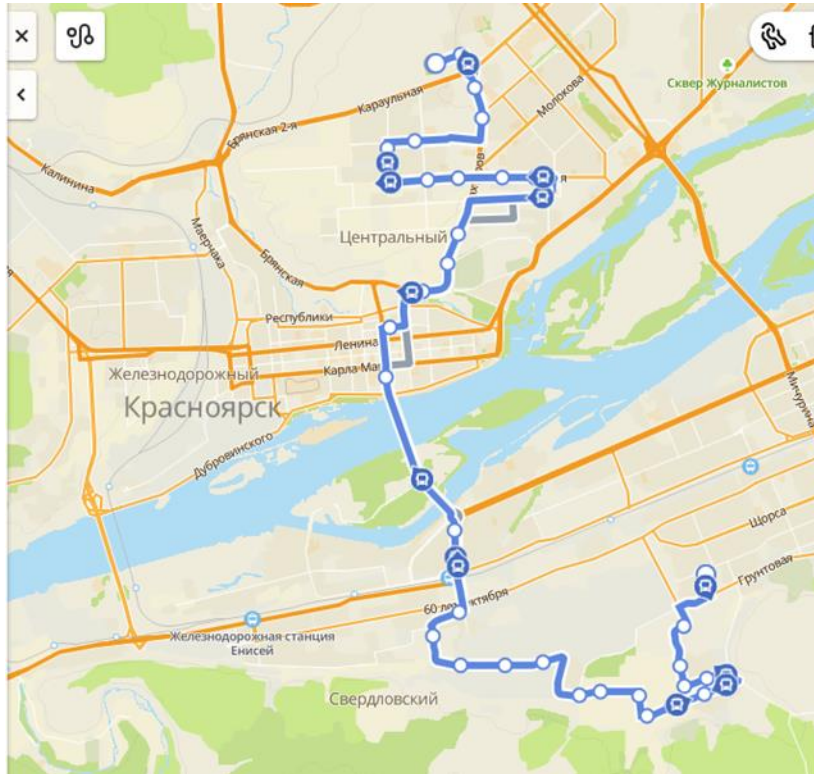 Сквер Журналистов
Караульная
Молокова
Брянская 2-я
Калинина
я
Маерчака
Центральный
Брянская
Республики
Ленина
Карла Ма
Железнодорожный
Красноярск
Мичурина
Дубровинского
Щорса
Грунтовая
60 лет Октября
Железнодорожная станция
Енисей
Свердловский